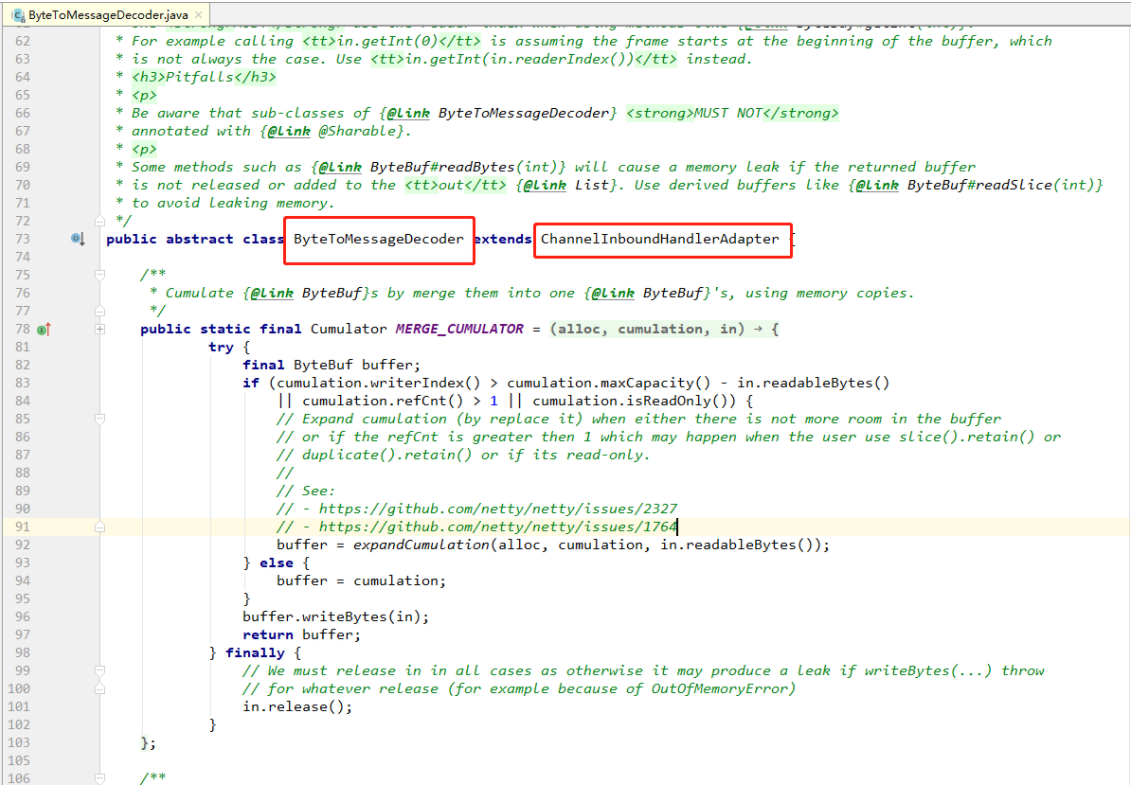 ByteToMessageDecoder.java
62 * For example calling <tt>in.getInt(0)</tt> is assuming the frame starts at the beginning of the buffer, which
63 * is not always the case. Use <tt>in.getInt(in.readerIndex())</tt> instead.
64 * <h3>Pitfalls</h3>
65 * <p>
66 * Be aware that sub-classes of {@link ByteToMessageDecoder} <strong>MUST NOT</strong>
67 * annotated with {@link @Sharable}.
68 * <p>
69 * Some methods such as {@link ByteBuf#readBytes(int)} will cause a memory leak if the returned buffer
70 * is not released or added to the <tt>out</tt> {@link List}. Use derived buffers like {@link ByteBuf#readSlice(int)}
71 * to avoid leaking memory.
72 */
73 public abstract class ByteToMessageDecoder extends ChannelInboundHandlerAdapter {
74
75 /**
76 * Cumulate {@link ByteBuf}s by merge them into one {@link ByteBuf}'s, using memory copies.
77 */
78 public static final Cumulator MERGE_CUMULATOR = (alloc, cumulation, in) → {
81 try {
82 final ByteBuf buffer;
83 if (cumulation.writerIndex() > cumulation.maxCapacity() - in.readableBytes()
84 || cumulation.refCnt() > 1 || cumulation.isReadOnly()) {
85 // Expand cumulation (by replace it) when either there is not more room in the buffer
86 // or if the refCnt is greater then 1 which may happen when the user use slice().retain() or
87 // duplicate().retain() or if its read-only.
88 //
89 // See:
90 // - https://github.com/netty/netty/issues/2327
91 // - https://github.com/netty/netty/issues/1764
92 buffer = expandCumulation(alloc, cumulation, in.readableBytes());
93 } else {
94 buffer = cumulation;
95 }
96 buffer.writeBytes(in);
97 return buffer;
98 } finally {
99 // We must release in in all cases as otherwise it may produce a leak if writeBytes(...) throw
100 // for whatever release (for example because of OutOfMemoryError)
101 in.release();
102 }
103 };
105
106 /**